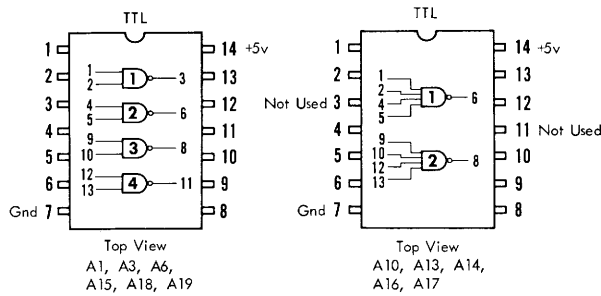 TTL
1 14 +5v
2 13
3 12
4 11
5 10
6 9
Gnd 7 8
1 2 1 3
4 5 2 6
9 10 3 8
12 13 4 11
Top View
A1, A3, A6,
A15, A18, A19
TTL
1 14 +5v
2 13
Not Used 3 12
4 11 Not Used
5 10
6 9
Gnd 7 8
1 2 4 5 1 6
9 10 12 13 2 8
Top View
A10, A13, A14,
A16, A17